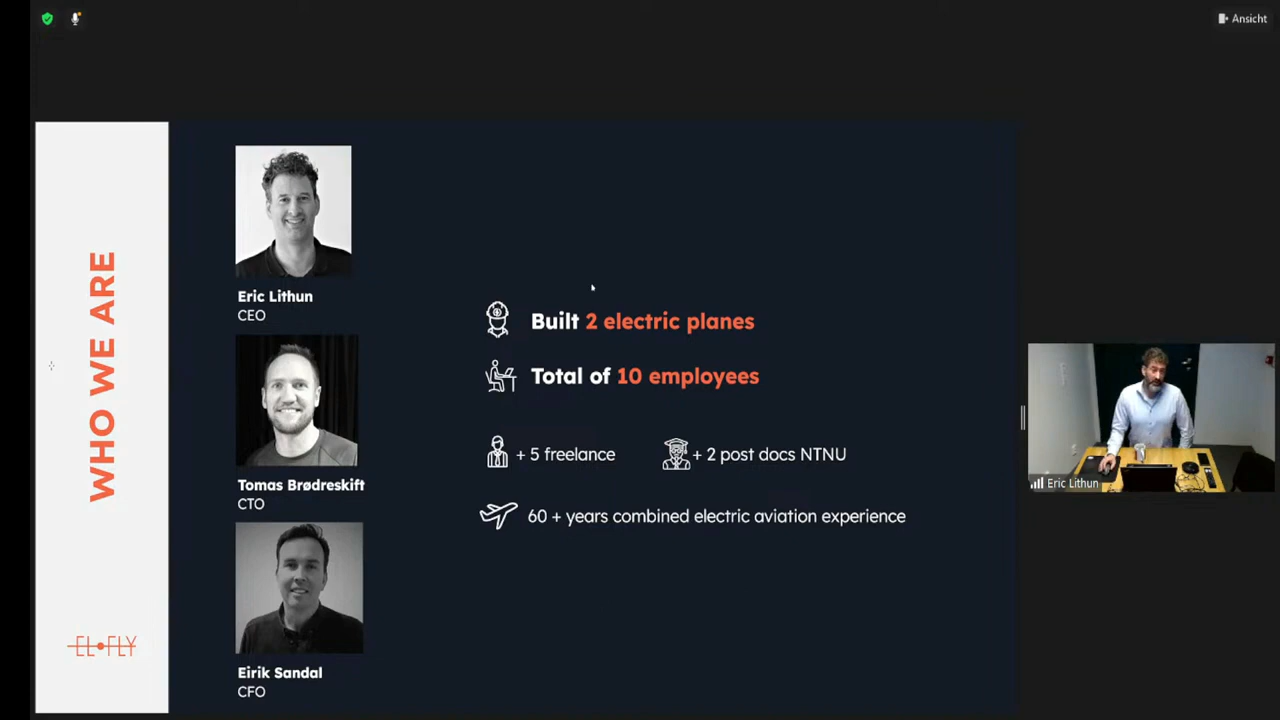 Ansicht
WHO WE ARE
EL•FLY
Eric Lithun
CEO
Tomas Brødreskift
CTO
Eirik Sandal
CFO
Built 2 electric planes
Total of 10 employees
+ 5 freelance
+ 2 post docs NTNU
60 + years combined electric aviation experience
Eric Lithun